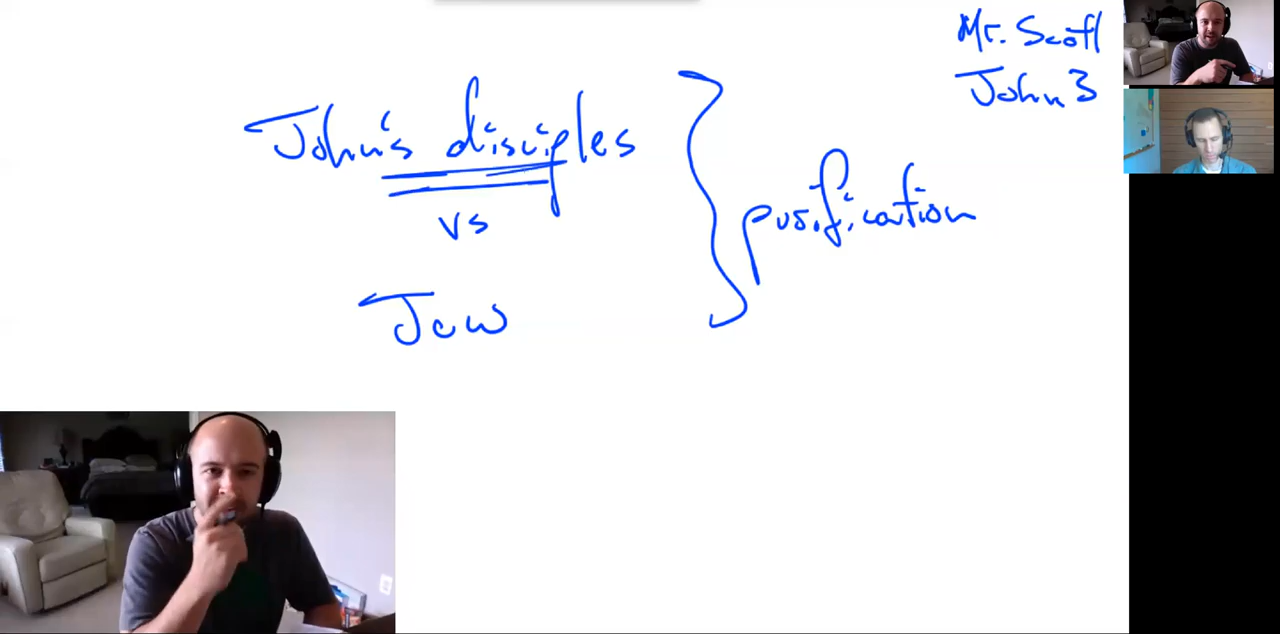 Mr. Scott
John 3
John's disciples
vs
Jew
purification